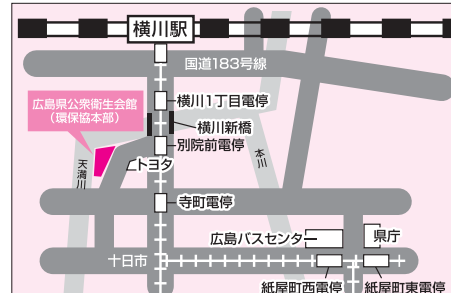 横川駅
国道183号線
横川1丁目電停
広島県公衆衛生会館
（環保協本部）
横川新橋
別院前電停
本川
トヨタ
天満川
寺町電停
広島バスセンター
県庁
十日市
紙屋町西電停
紙屋町東電停